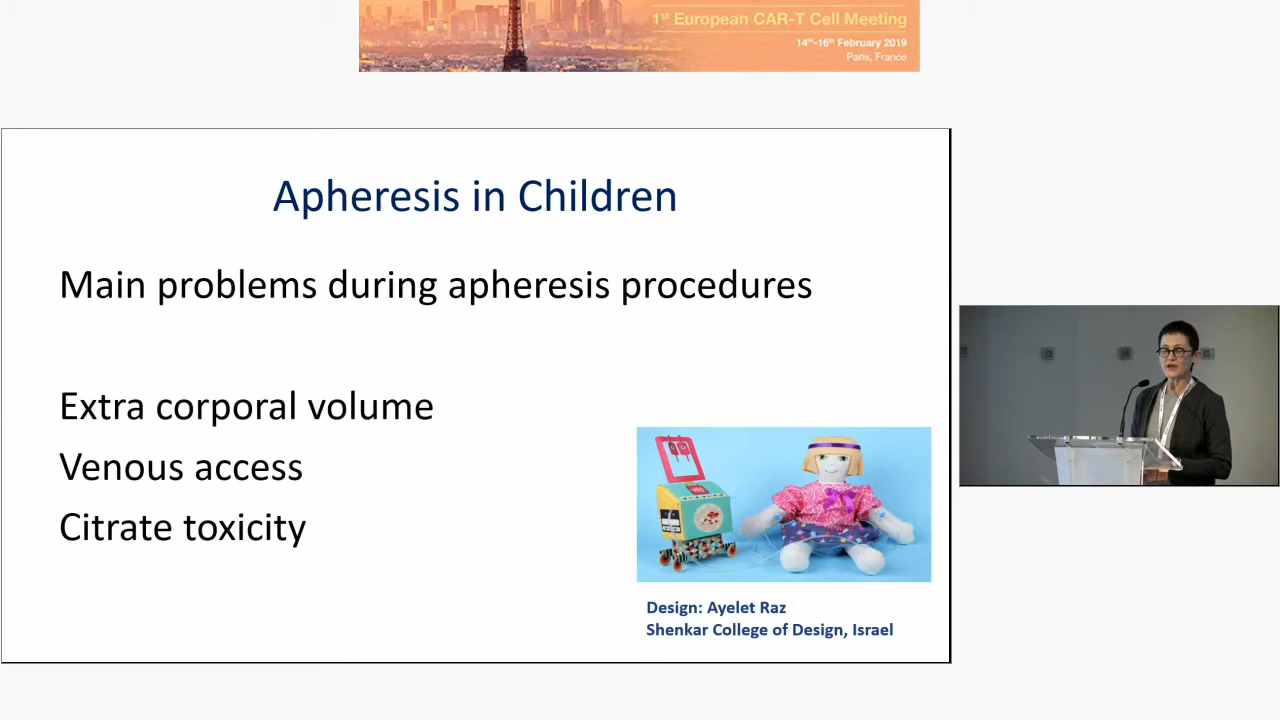 1st European CAR-T Cell Meeting
14th-16th February 2019
Paris, France
Apheresis in Children
Main problems during apheresis procedures
Extra corporal volume
Venous access
Citrate toxicity
Design: Ayelet Raz
Shenkar College of Design, Israel